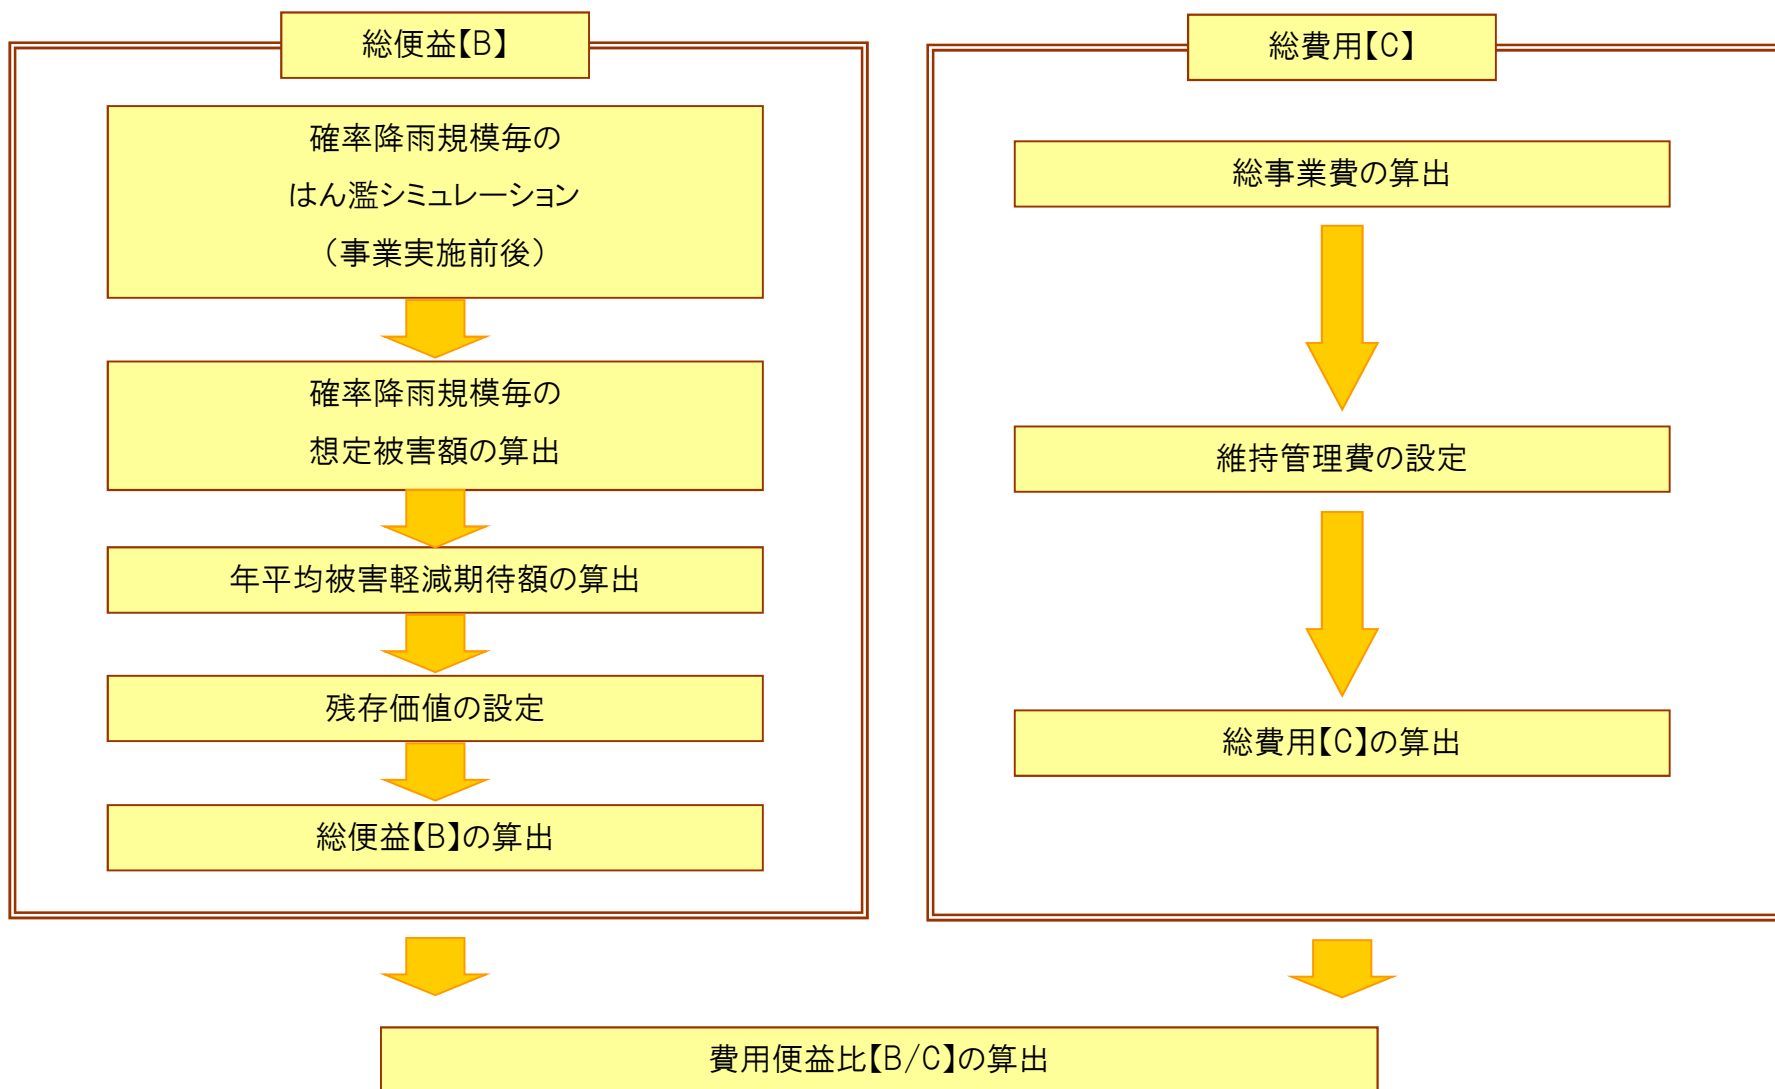 総便益【B】
確率降雨規模毎の
はん濫シミュレーション
（事業実施前後）
確率降雨規模毎の
想定被害額の算出
年平均被害軽減期待額の算出
残存価値の設定
総便益【B】の算出
総費用【C】
総事業費の算出
維持管理費の設定
総費用【C】の算出
費用便益比【B/C】の算出